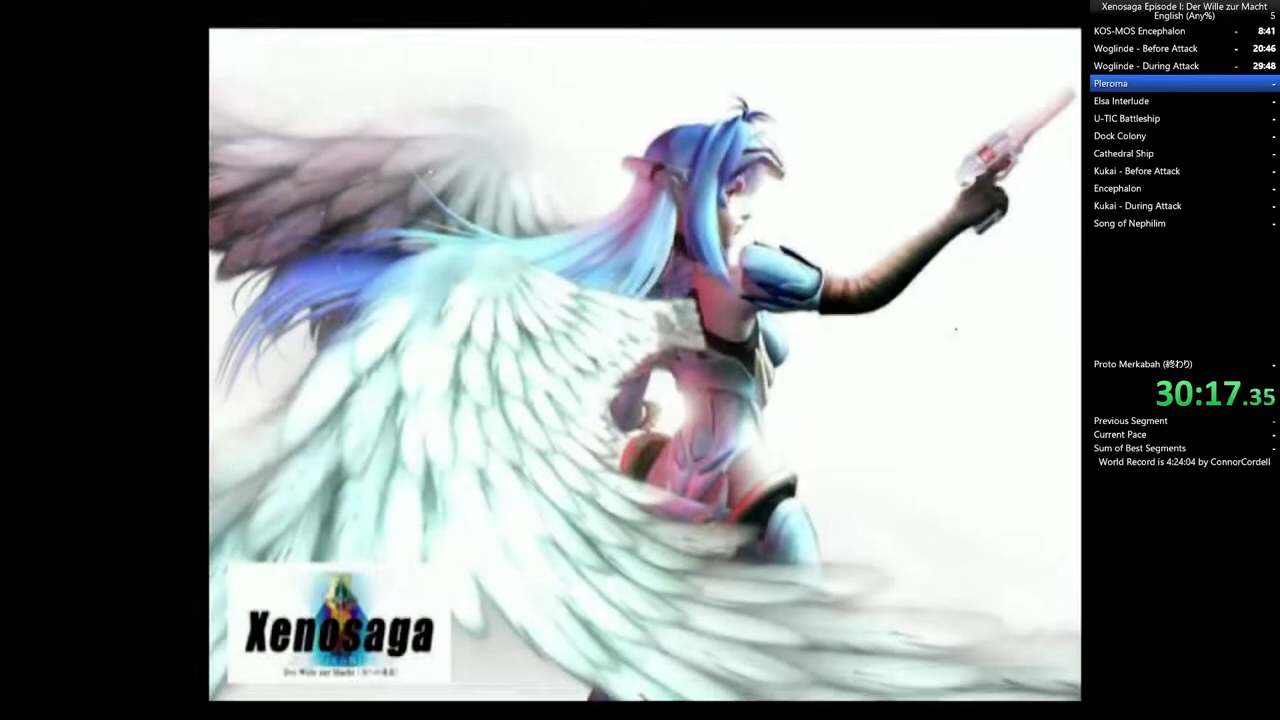 Xenosaga Episode I: Der Wille zur Macht
English (Any%) 5
KOS-MOS Encephalon - 8:41
Woglinde - Before Attack - 20:46
Woglinde - During Attack - 29:48
Pleroma -
Elsa Interlude -
U-TIC Battleship -
Dock Colony -
Cathedral Ship -
Kukai - Before Attack -
Encephalon -
Kukai - During Attack -
Song of Nephilim -
Proto Merkabah (終わり) -
30:17.35
Previous Segment -
Current Pace -
Sum of Best Segments -
World Record is 4:24:04 by ConnorCordell
Xenosaga
Der Wille zur Macht